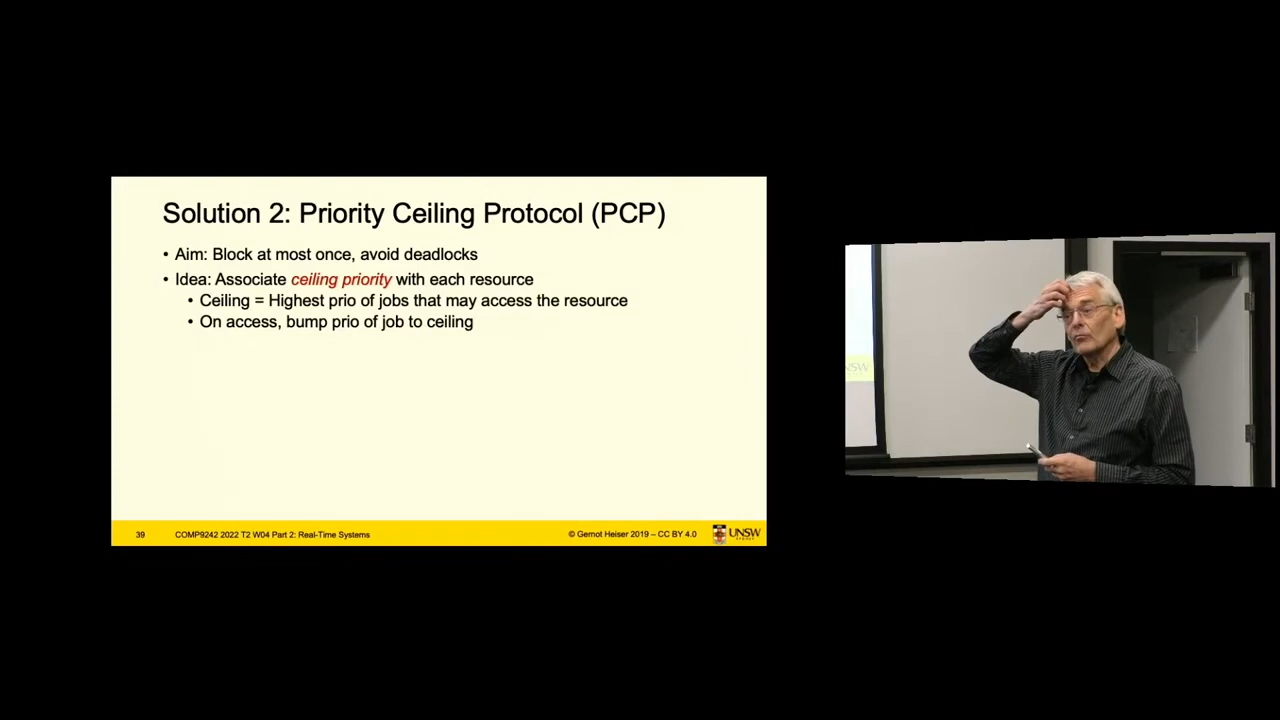 Solution 2: Priority Ceiling Protocol (PCP)
• Aim: Block at most once, avoid deadlocks
• Idea: Associate ceiling priority with each resource
• Ceiling = Highest prio of jobs that may access the resource
• On access, bump prio of job to ceiling
39 COMP9242 2022 T2 W04 Part 2: Real-Time Systems © Gernot Heiser 2019 – CC BY 4.0 UNSW
SYDNEY
NSW